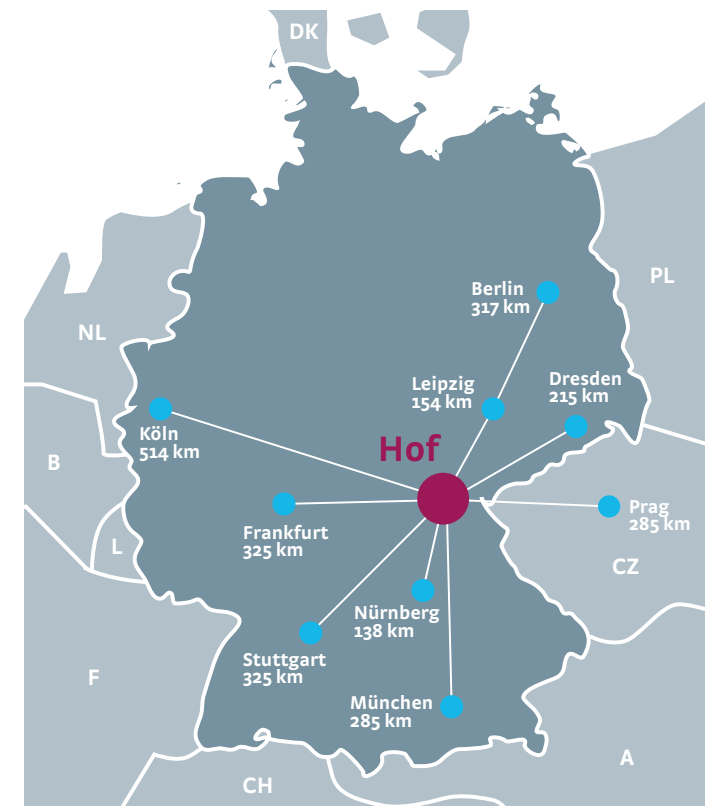 DK
PL
Berlin
317 km
NL
Leipzig
154 km
Dresden
215 km
Köln
514 km
Hof
B
Frankfurt
325 km
Prag
285 km
L
CZ
Nürnberg
138 km
Stuttgart
325 km
F
München
285 km
A
CH